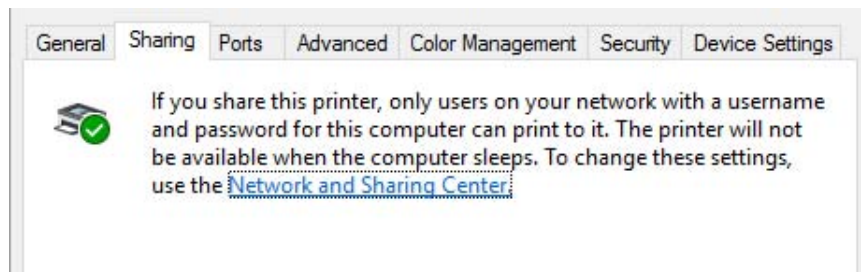 General Sharing Ports Advanced Color Management Security Device Settings
If you share this printer, only users on your network with a username
and password for this computer can print to it. The printer will not
be available when the computer sleeps. To change these settings,
use the Network and Sharing Center.